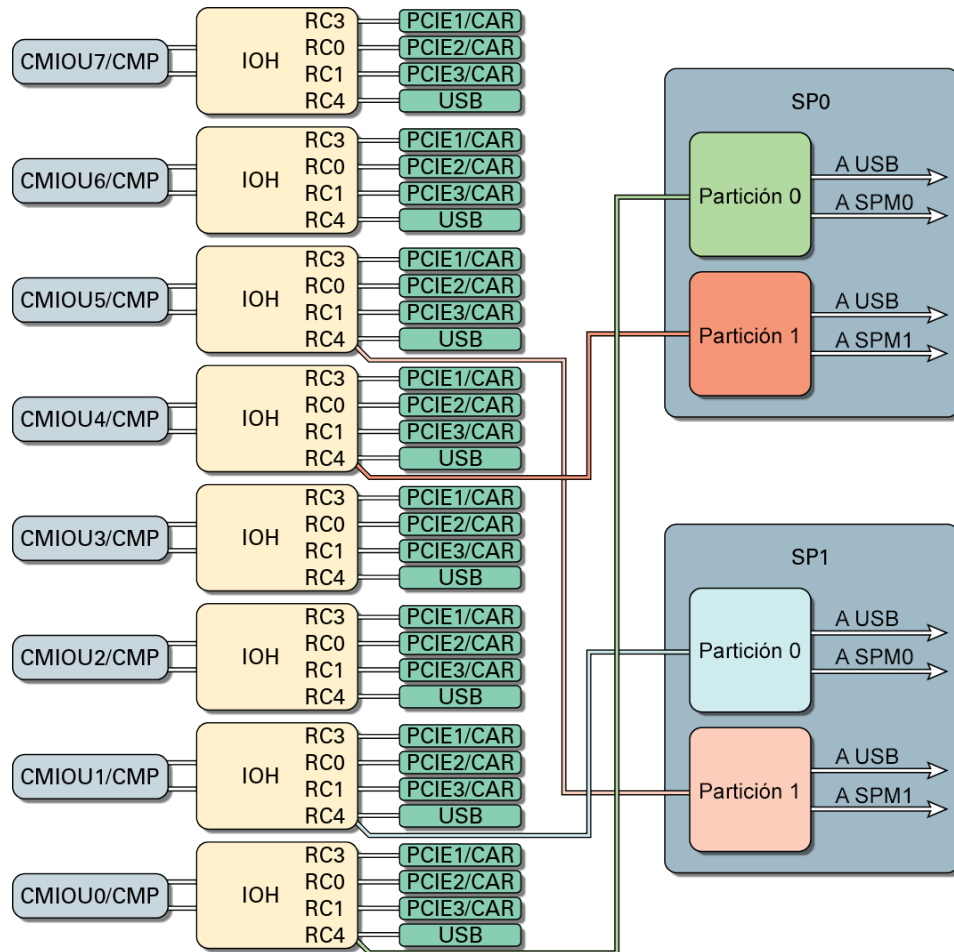 RC3 PCIE1/CAR
CMIOU7/CMP IOH RC0 PCIE2/CAR
RC1 PCIE3/CAR
RC4 USB
RC3 PCIE1/CAR
CMIOU6/CMP IOH RC0 PCIE2/CAR
RC1 PCIE3/CAR
RC4 USB
RC3 PCIE1/CAR
CMIOU5/CMP IOH RC0 PCIE2/CAR
RC1 PCIE3/CAR
RC4 USB
RC3 PCIE1/CAR
CMIOU4/CMP IOH RC0 PCIE2/CAR
RC1 PCIE3/CAR
RC4 USB
RC3 PCIE1/CAR
CMIOU3/CMP IOH RC0 PCIE2/CAR
RC1 PCIE3/CAR
RC4 USB
RC3 PCIE1/CAR
CMIOU2/CMP IOH RC0 PCIE2/CAR
RC1 PCIE3/CAR
RC4 USB
RC3 PCIE1/CAR
CMIOU1/CMP IOH RC0 PCIE2/CAR
RC1 PCIE3/CAR
RC4 USB
RC3 PCIE1/CAR
CMIOU0/CMP IOH RC0 PCIE2/CAR
RC1 PCIE3/CAR
RC4 USB
SP0
Partición 0
A USB
A SPM0
Partición 1
A USB
A SPM1
SP1
Partición 0
A USB
A SPM0
Partición 1
A USB
A SPM1